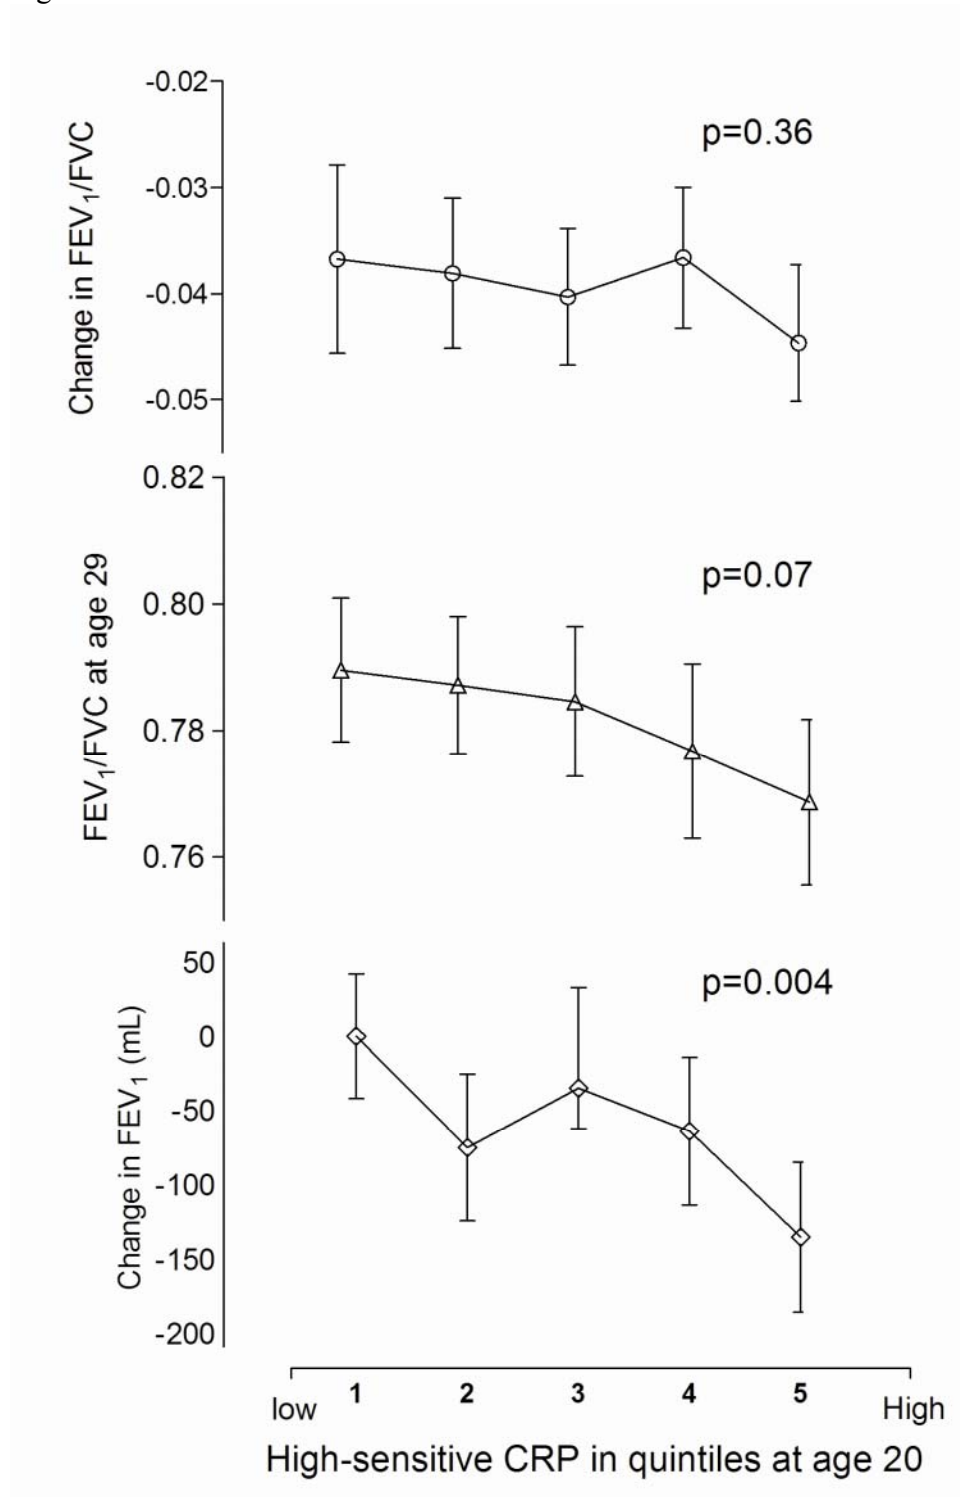 -0.02
p=0.36
Change in FEV1/FVC
-0.03
-0.04
-0.05
0.82
p=0.07
FEV1/FVC at age 29
0.80
0.78
0.76
50
p=0.004
Change in FEV1 (mL)
0
-50
-100
-150
-200
1 2 3 4 5
low High
High-sensitive CRP in quintiles at age 20